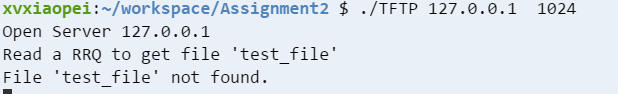 xvxiaopei:~/workspace/Assignment2 $ ./TFTP 127.0.0.1  1024
Open Server 127.0.0.1
Read a RRQ to get file 'test_file'
File 'test_file' not found.